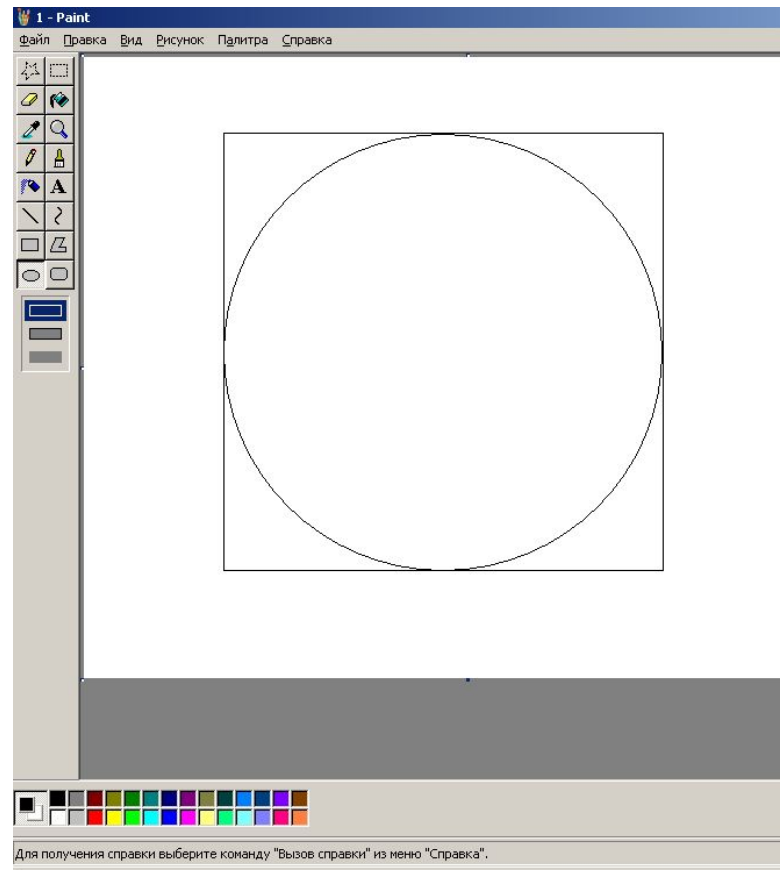 1 - Paint
Файл Правка Вид Рисунок Палитра Справка
A
Для получения справки выберите команду "Вызов справки" из меню "Справка".